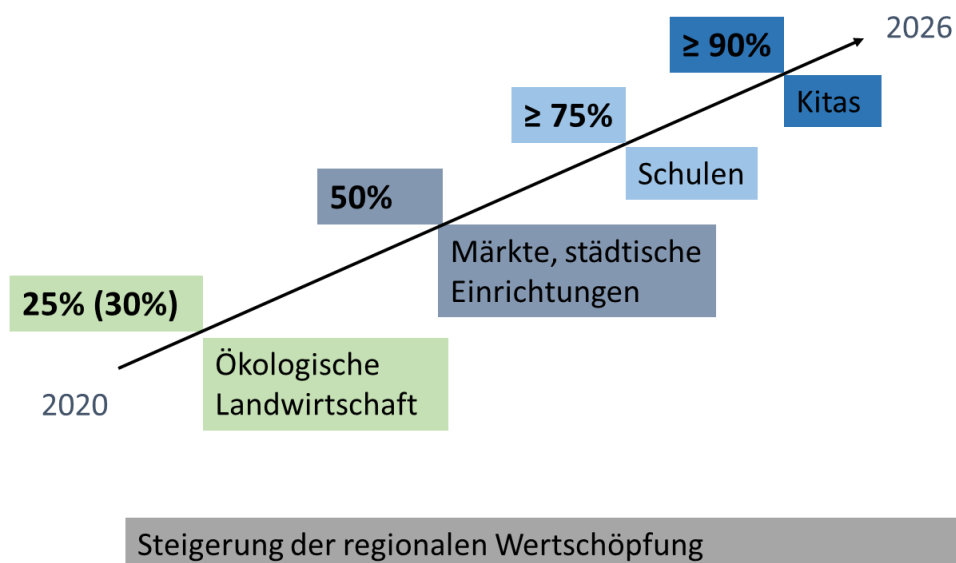 2026
≥ 90%
Kitas
≥ 75%
Schulen
50%
Märkte, städtische
Einrichtungen
25% (30%)
Ökologische
Landwirtschaft
2020
Steigerung der regionalen Wertschöpfung